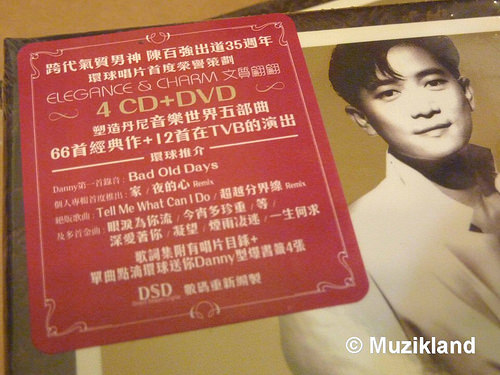 跨代氣質男神 陳百強出道35週年
環球唱片首度榮譽策劃
ELEGANCE & CHARM 文質翩翩
4 CD+DVD
塑造丹尼音樂世界五部曲
66首經典作+12首在TVB的演出
環球推介
Danny第一首錄音: Bad Old Days
個人專輯首度推出: 家 / 夜的心 Remix
絕版歌曲: Tell Me What Can I Do / 超越分界線 Remix
及多首金曲: 眼淚為你流 / 今宵多珍重 / 等 /
深愛著你 / 凝望 / 煙雨淒迷 / 一生何求
歌詞集附有唱片目錄+
單曲點滴環球送你Danny型爆書籤4張
DSD 數碼重新編製
© Muzikland